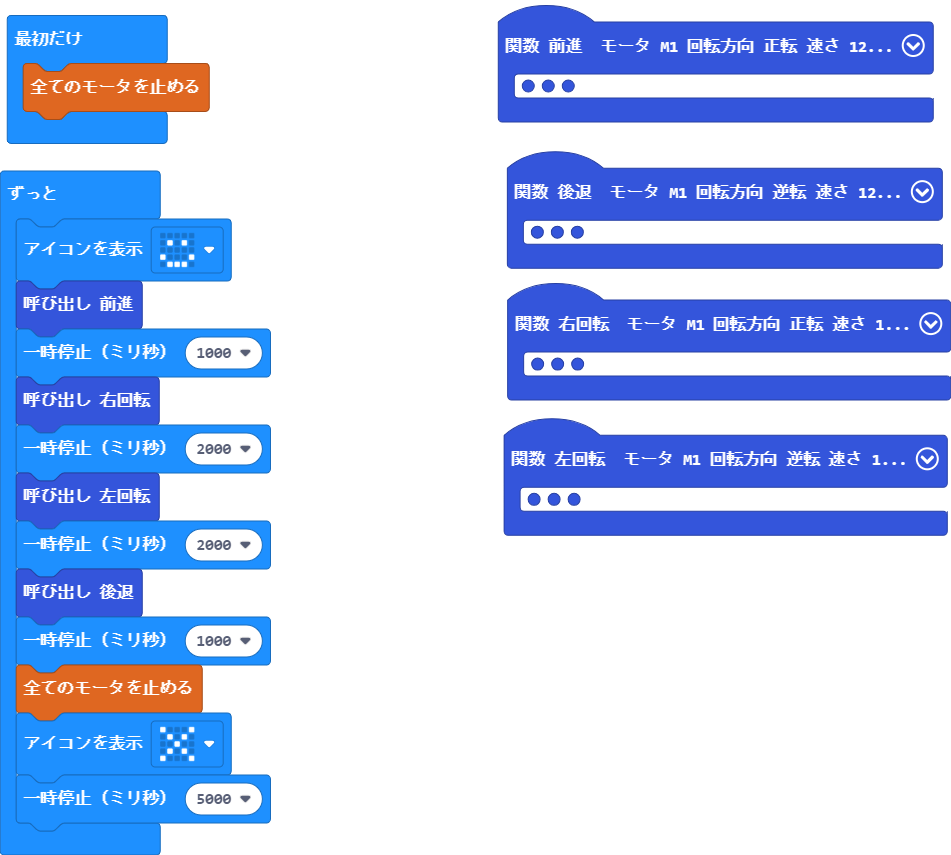 最初だけ
全てのモータを止める
ずっと
アイコンを表示
呼び出し 前進
一時停止（ミリ秒） 1000
呼び出し 右回転
一時停止（ミリ秒） 2000
呼び出し 左回転
一時停止（ミリ秒） 2000
呼び出し 後退
一時停止（ミリ秒） 1000
全てのモータを止める
アイコンを表示
一時停止（ミリ秒） 5000
関数 前進 モータ M1 回転方向 正転 速さ 12...
関数 後退 モータ M1 回転方向 逆転 速さ 12...
関数 右回転 モータ M1 回転方向 正転 速さ 1...
関数 左回転 モータ M1 回転方向 逆転 速さ 1...